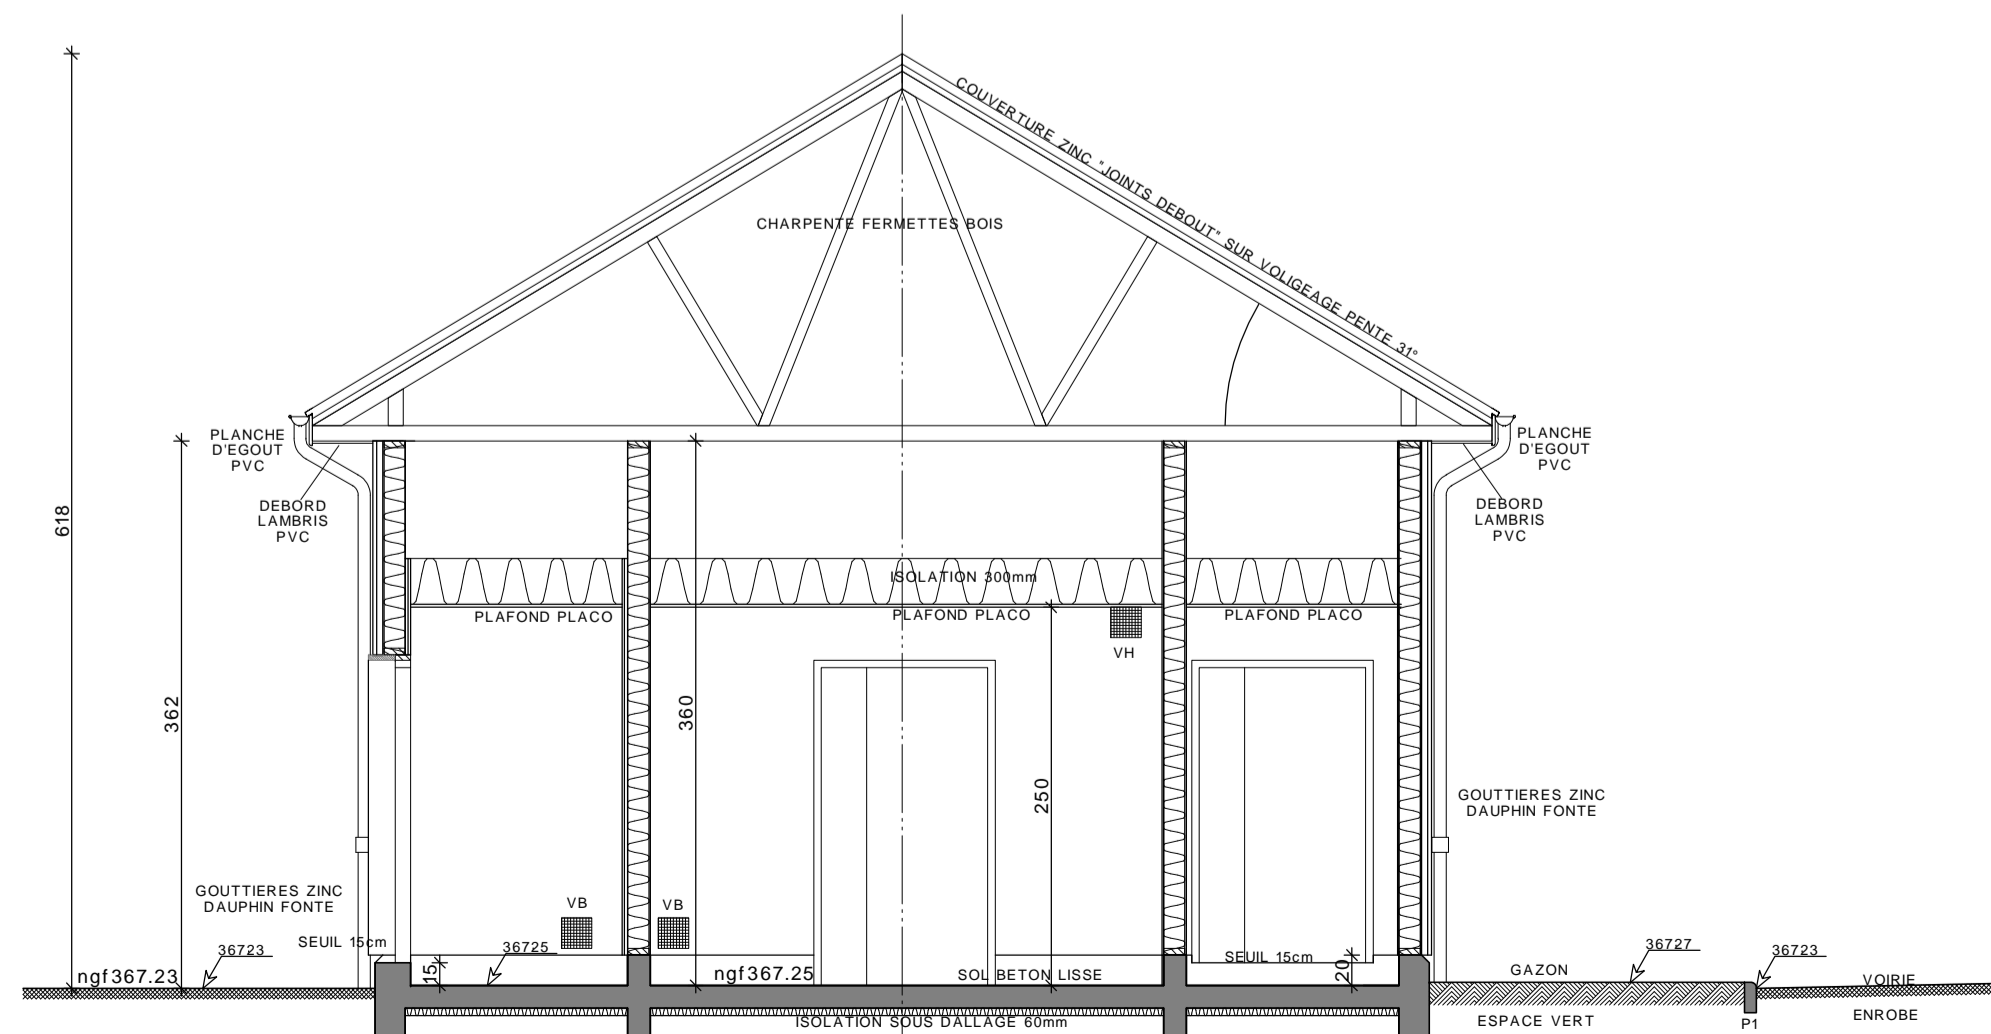 COUVERTURE ZINC "JOINTS DEBOUT" SUR VOLIGEAGE PENTE 31°
CHARPENTE FERMETTES BOIS
PLANCHE
D'EGOUT
PVC
DEBORD
LAMBRIS
PVC
PLANCHE
D'EGOUT
PVC
DEBORD
LAMBRIS
PVC
618
362
360
250
ISOLATION 300mm
PLAFOND PLACO
PLAFOND PLACO
PLAFOND PLACO
VH
GOUTTIERES ZINC
DAUPHIN FONTE
GOUTTIERES ZINC
DAUPHIN FONTE
VB
VB
SEUIL 15cm
36723
ngf367.23
15
36725
ngf367.25
SOL BETON LISSE
SEUIL 15cm
20
GAZON
36727
36723
VOIRIE
ISOLATION SOUS DALLAGE 60mm
ESPACE VERT
P1
ENROBE